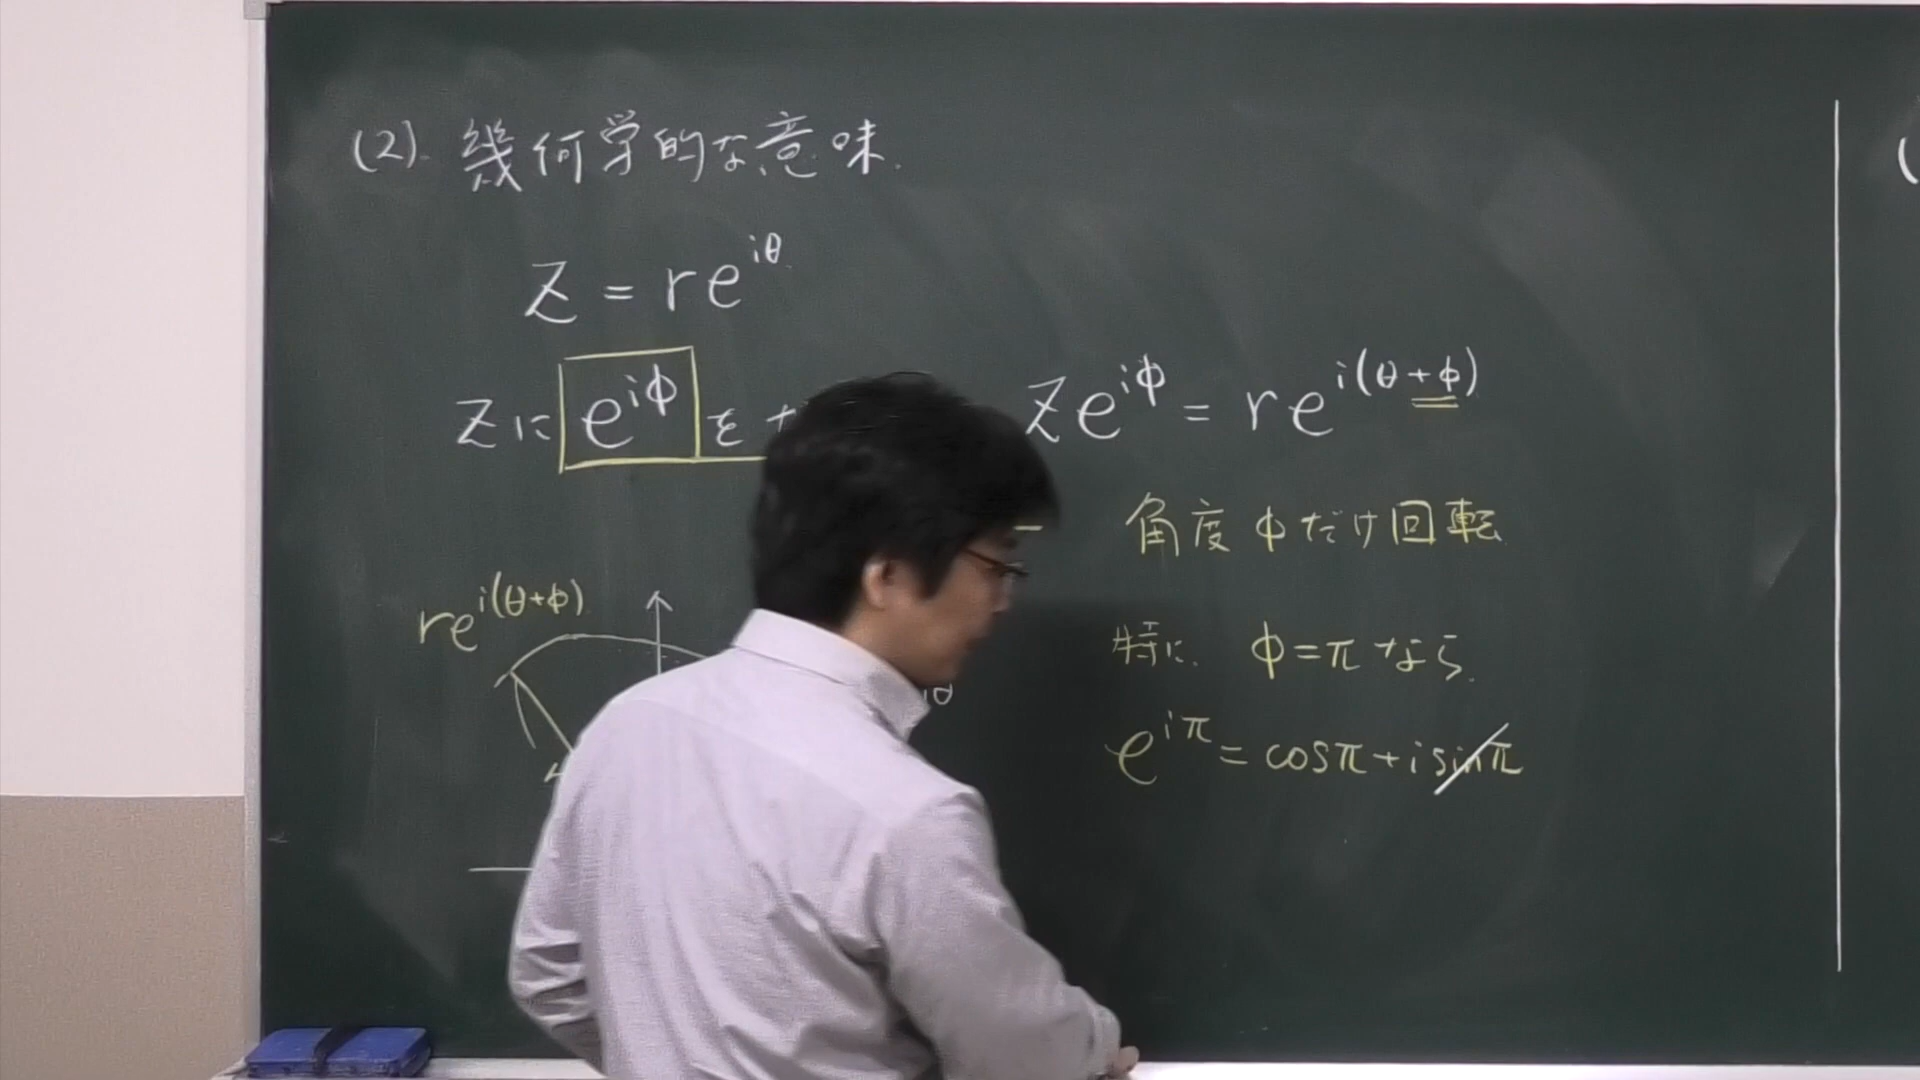 (2). 幾何学的な意味.
z = re^{iθ}
zに e^{iφ} を
ze^{iφ} = re^{i(θ+φ)}
角度φだけ回転
re^{i(θ+φ)}
特に. φ=πなら.
e^{iπ} = cosπ + i sinπ